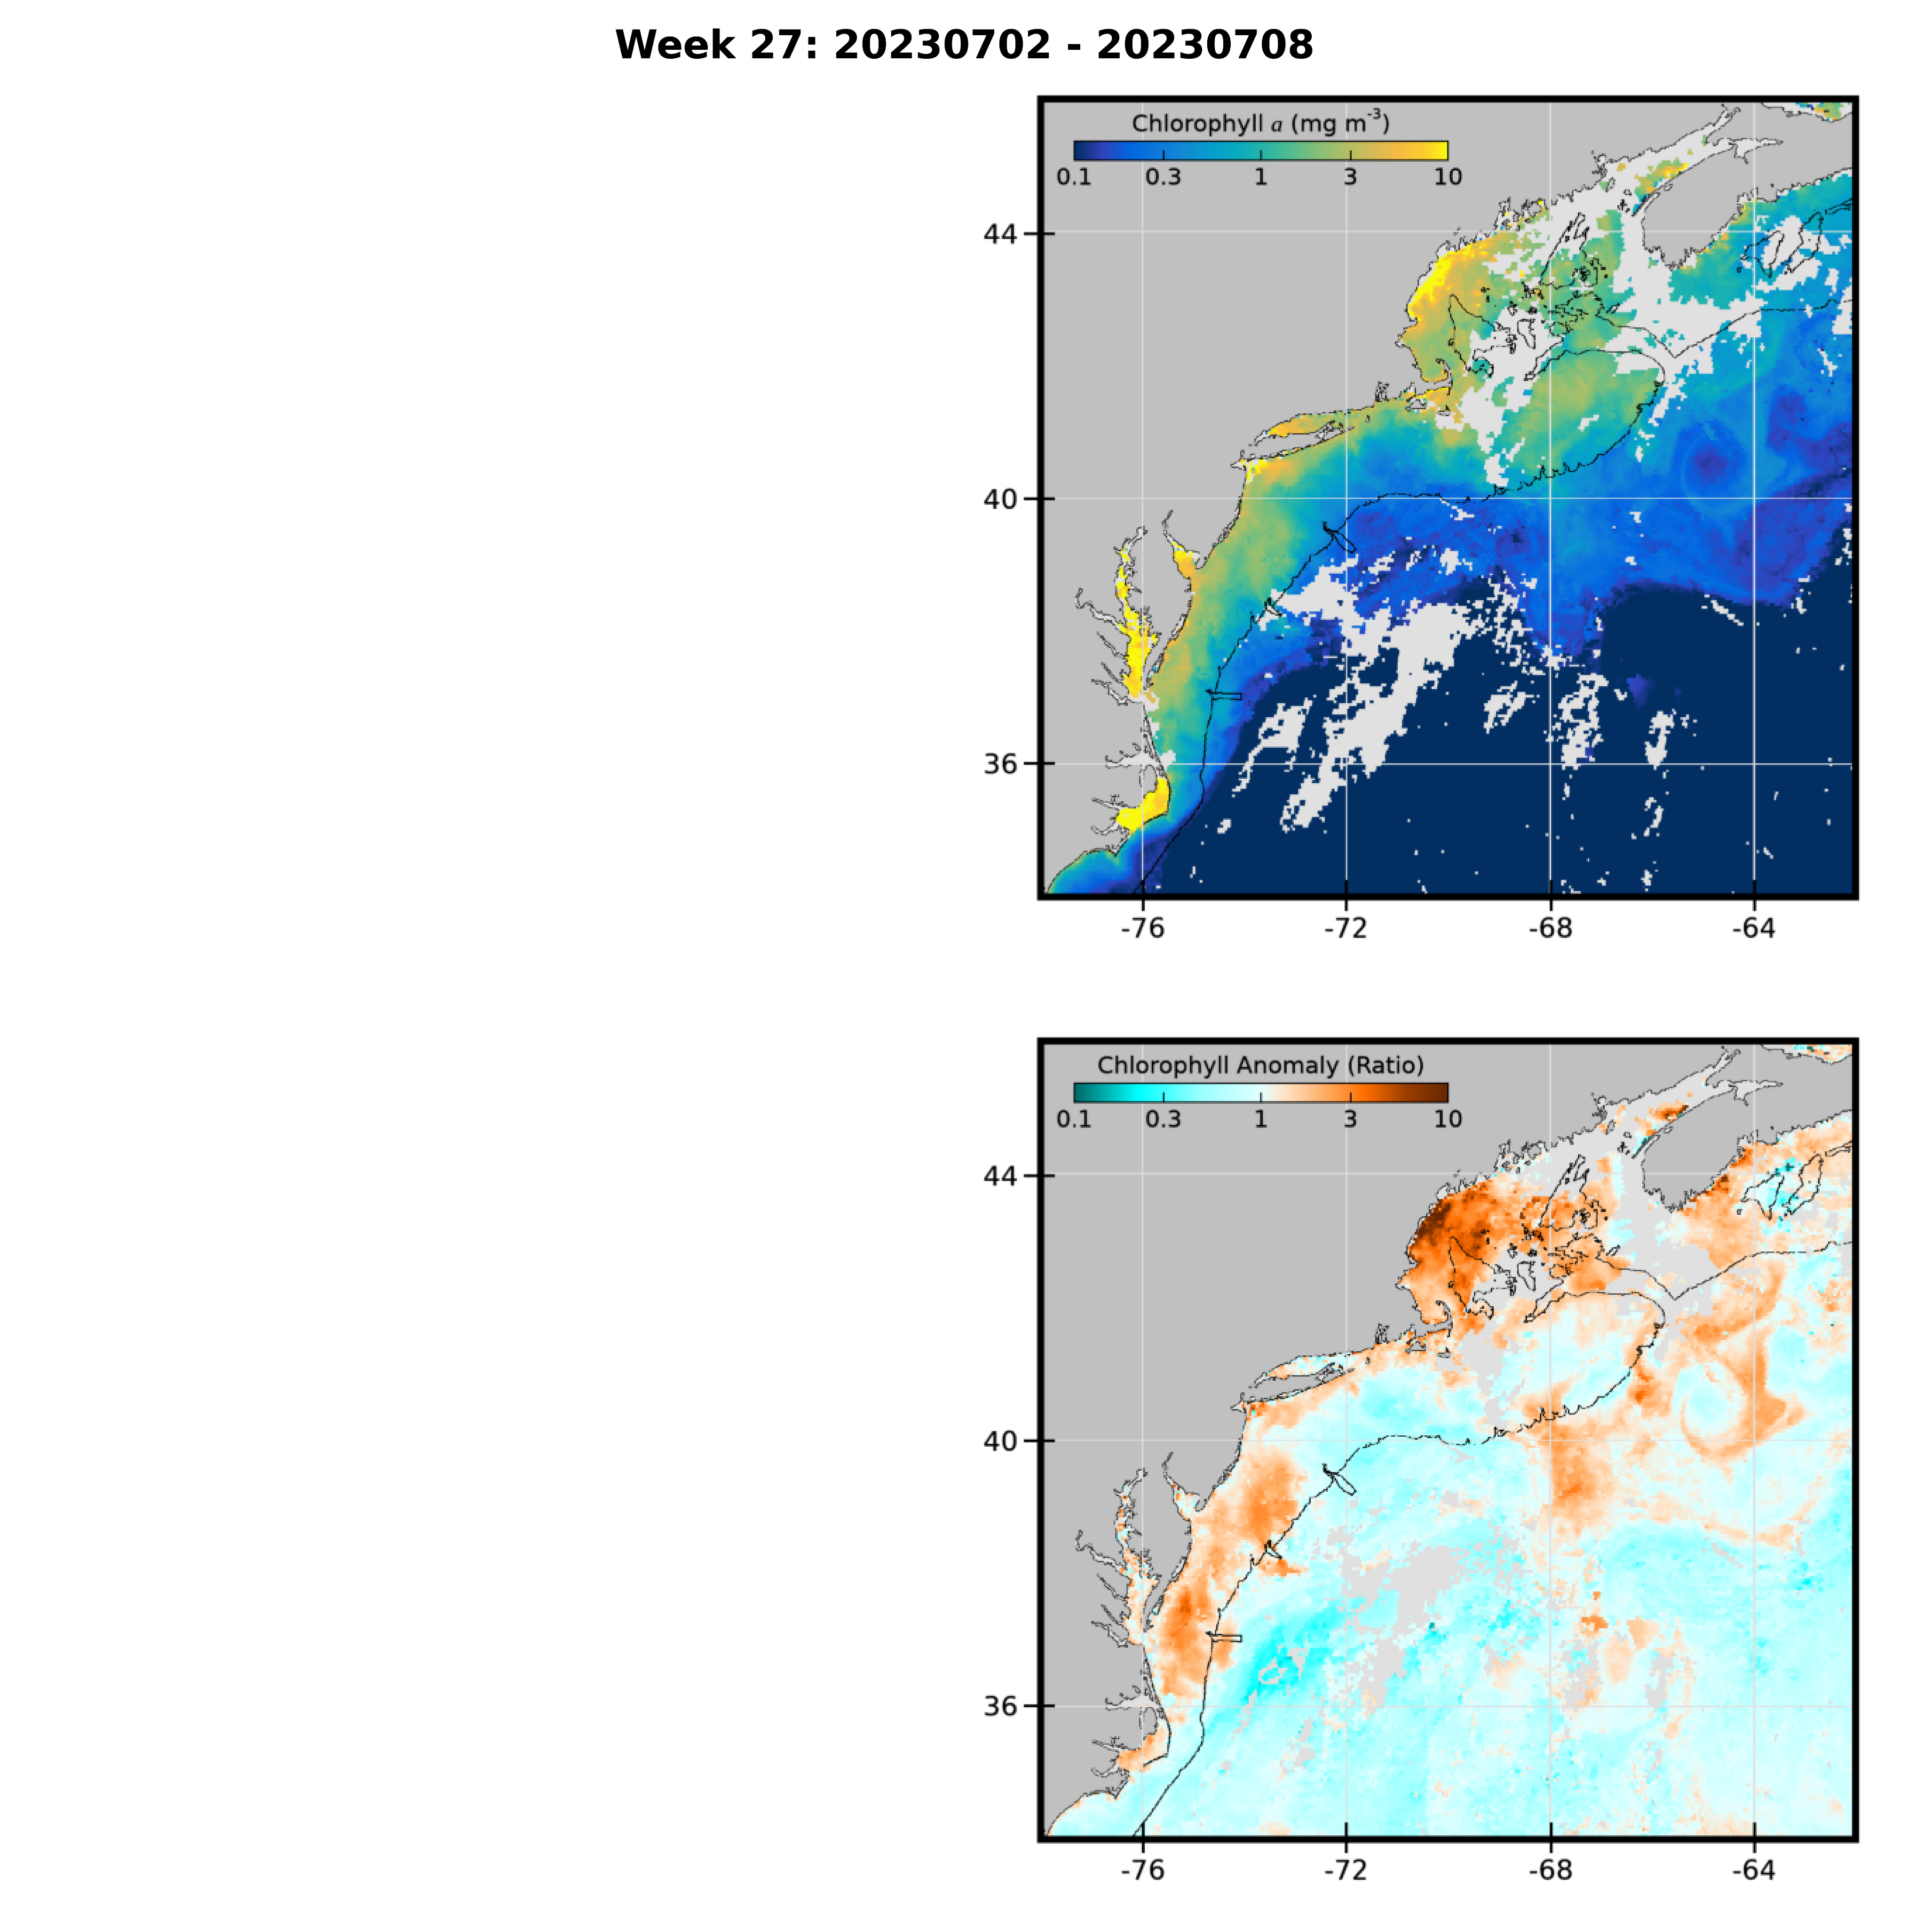 Week 27: 20230702 - 20230708
Chlorophyll a (mg m-3)
0.1 0.3 1 3 10
44
40
36
-76 -72 -68 -64
Chlorophyll Anomaly (Ratio)
0.1 0.3 1 3 10
44
40
36
-76 -72 -68 -64